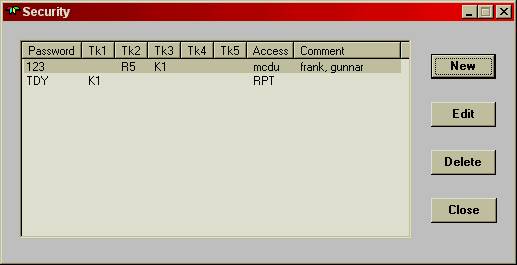 Security
Password Tk1 Tk2 Tk3 Tk4 Tk5 Access Comment
123 R5 K1 mcdu frank, gunnar
TDY K1 RPT
New
Edit
Delete
Close